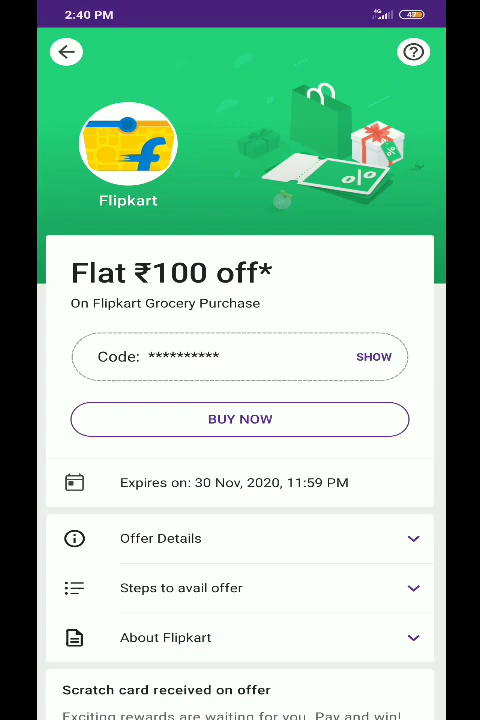 2:40 PM
4G
47
Flipkart
Flat ₹100 off*
On Flipkart Grocery Purchase
Code: **********
SHOW
BUY NOW
Expires on: 30 Nov, 2020, 11:59 PM
Offer Details
Steps to avail offer
About Flipkart
Scratch card received on offer
Exciting rewards are waiting for you. Pay and win!